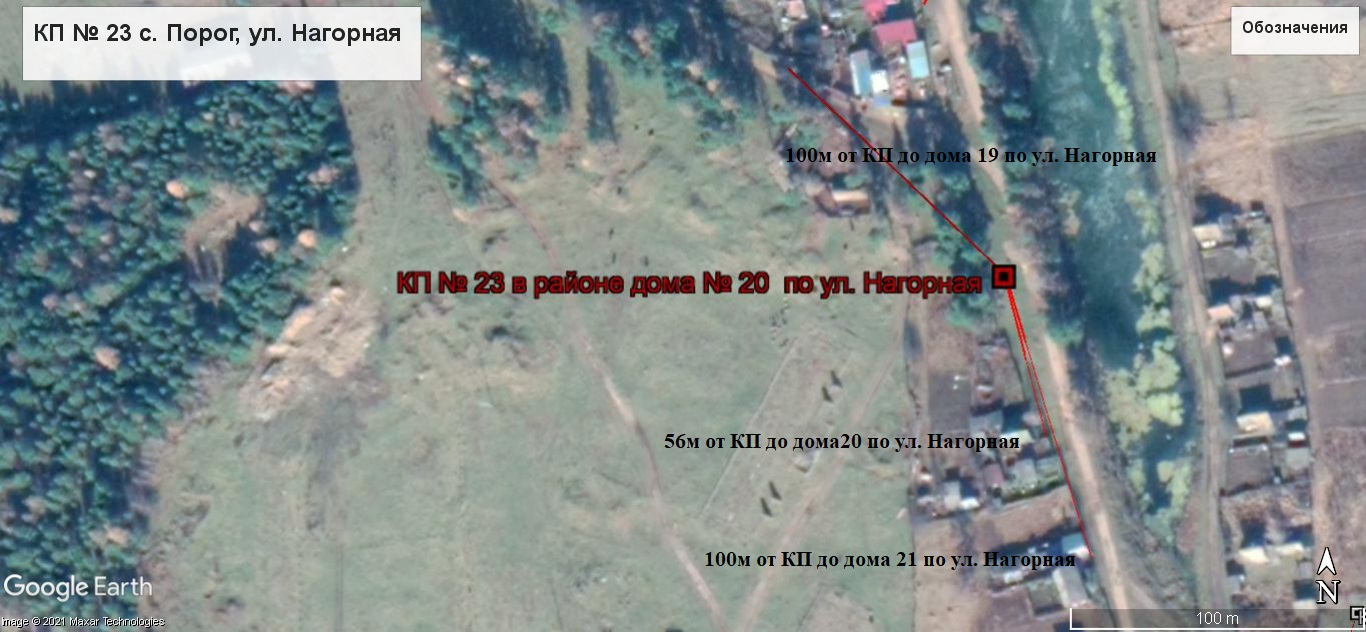 КП № 23 с. Порог, ул. Нагорная
Обозначения
100м от КП до дома 19 по ул. Нагорная
КП № 23 в районе дома № 20 по ул. Нагорная
56м от КП до дома20 по ул. Нагорная
100м от КП до дома 21 по ул. Нагорная
Google Earth
N
100 m
Image © 2021 Maxar Technologies